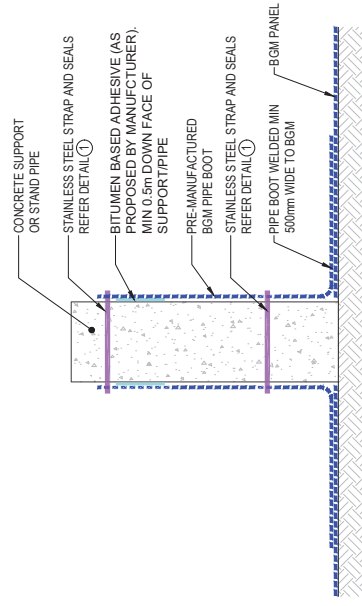 CONCRETE SUPPORT
OR STAND PIPE
STAINLESS STEEL STRAP AND SEALS
REFER DETAIL 1
BITUMEN BASED ADHESIVE (AS
PROPOSED BY MANUFCTURER).
MIN 0.5m DOWN FACE OF
SUPPORT/PIPE
PRE-MANUFACTURED
BGM PIPE BOOT
STAINLESS STEEL STRAP AND SEALS
REFER DETAIL 1
PIPE BOOT WELDED MIN
500mm WIDE TO BGM
BGM PANEL